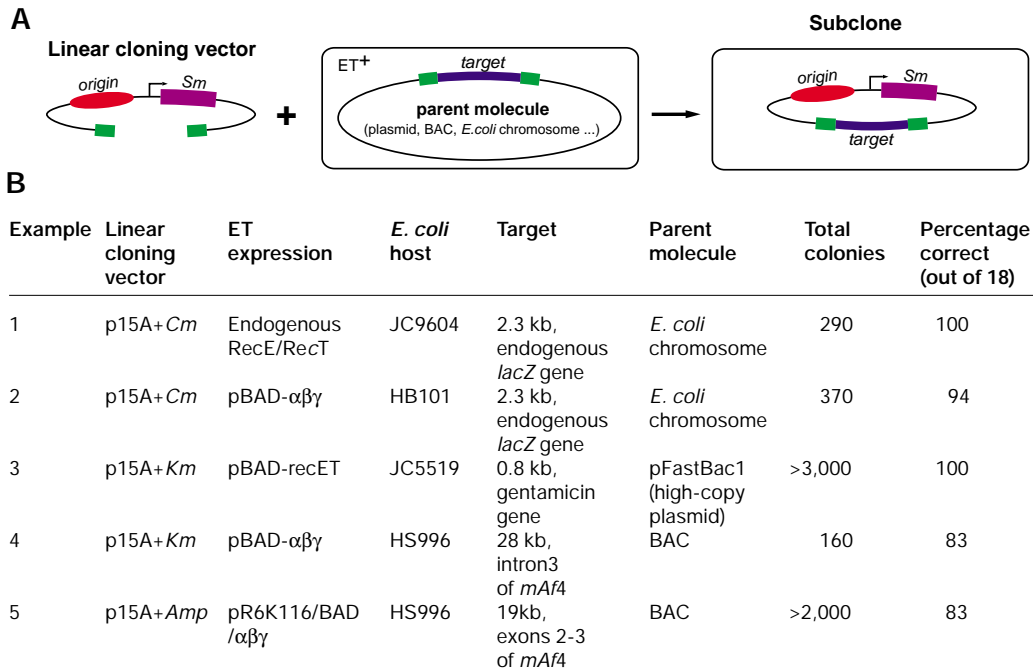 A
Linear cloning vector
origin
Sm
+
ET+
target
parent molecule
(plasmid, BAC, E.coli chromosome ...)
Subclone
origin
Sm
target
B
Example Linear cloning vector ET expression E. coli host Target Parent molecule Total colonies Percentage correct (out of 18)
1 p15A+Cm Endogenous RecE/RecT JC9604 2.3 kb, endogenous lacZ gene E. coli chromosome 290 100
2 p15A+Cm pBAD-αβγ HB101 2.3 kb, endogenous lacZ gene E. coli chromosome 370 94
3 p15A+Km pBAD-recET JC5519 0.8 kb, gentamicin gene pFastBac1 (high-copy plasmid) >3,000 100
4 p15A+Km pBAD-αβγ HS996 28 kb, intron3 of mAf4 BAC 160 83
5 p15A+Amp pR6K116/BAD /αβγ HS996 19kb, exons 2-3 of mAf4 BAC >2,000 83